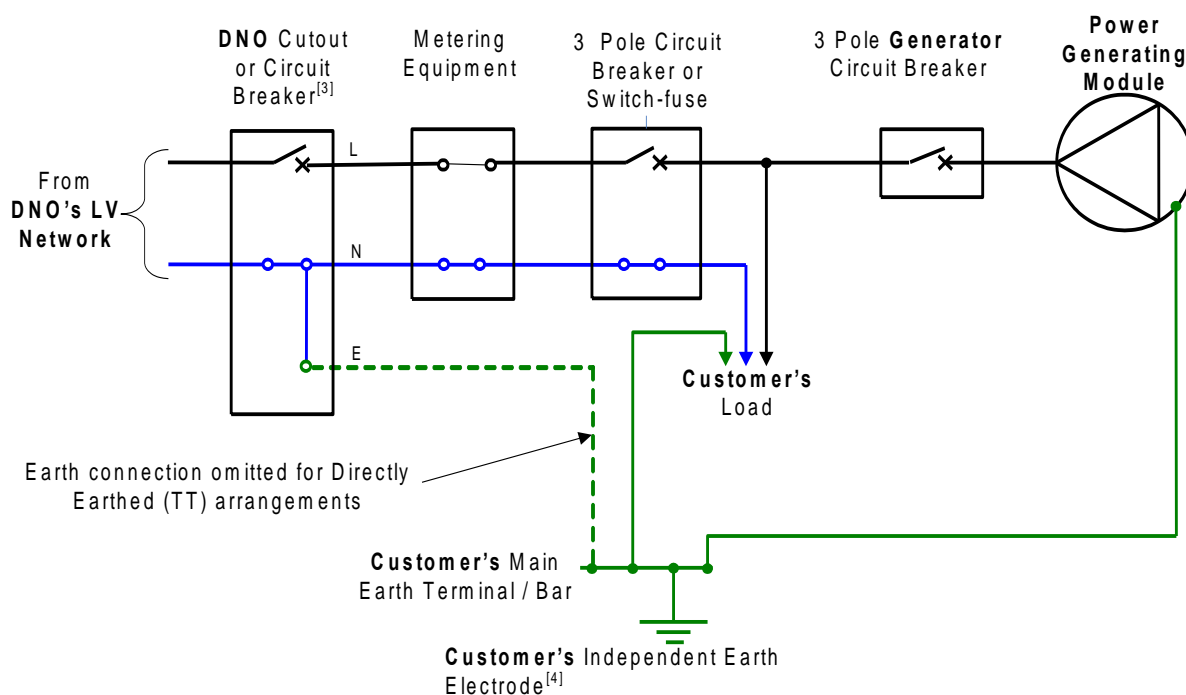 DNO Cutout
or Circuit
Breaker[3]
Metering
Equipment
3 Pole Circuit
Breaker or
Switch-fuse
3 Pole Generator
Circuit Breaker
Power
Generating
Module
L
From
DNO's LV
Network
N
E
Customer's
Load
Earth connection omitted for Directly
Earthed (TT) arrangements
Customer's Main
Earth Terminal / Bar
Customer's Independent Earth
Electrode[4]